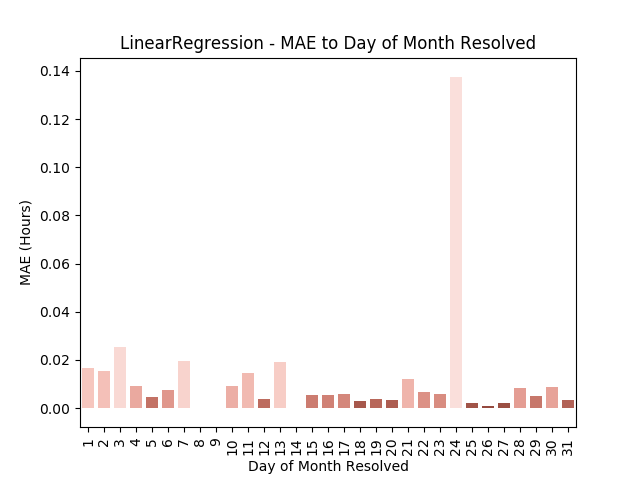 LinearRegression - MAE to Day of Month Resolved
0.14
0.12
0.10
0.08
0.06
0.04
0.02
0.00
MAE (Hours)
1 2 3 4 5 6 7 8 9 10 11 12 13 14 15 16 17 18 19 20 21 22 23 24 25 26 27 28 29 30 31
Day of Month Resolved